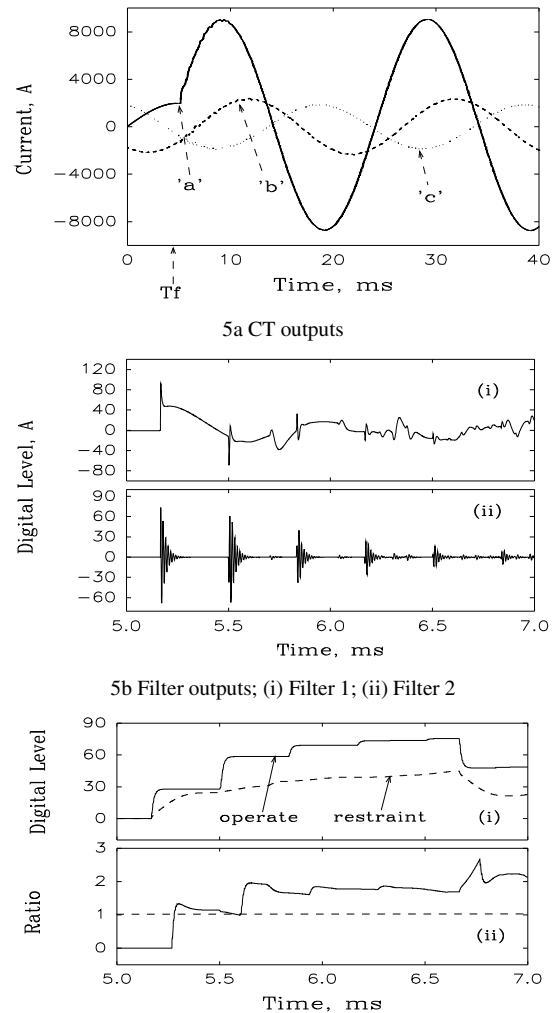 8000
4000
0
−4000
−8000
Current, A
'a'
'b'
'c'
0
10
20
30
40
Tf
Time, ms
5a CT outputs
120
80
40
0
−40
−80
(i)
Digital Level, A
90
60
30
0
−30
−60
(ii)
5.0
5.5
6.0
6.5
7.0
Time, ms
5b Filter outputs; (i) Filter 1; (ii) Filter 2
90
60
30
0
Digital Level
operate
restraint
(i)
3
2
1
0
Ratio
(ii)
5.0
5.5
6.0
6.5
7.0
Time, ms